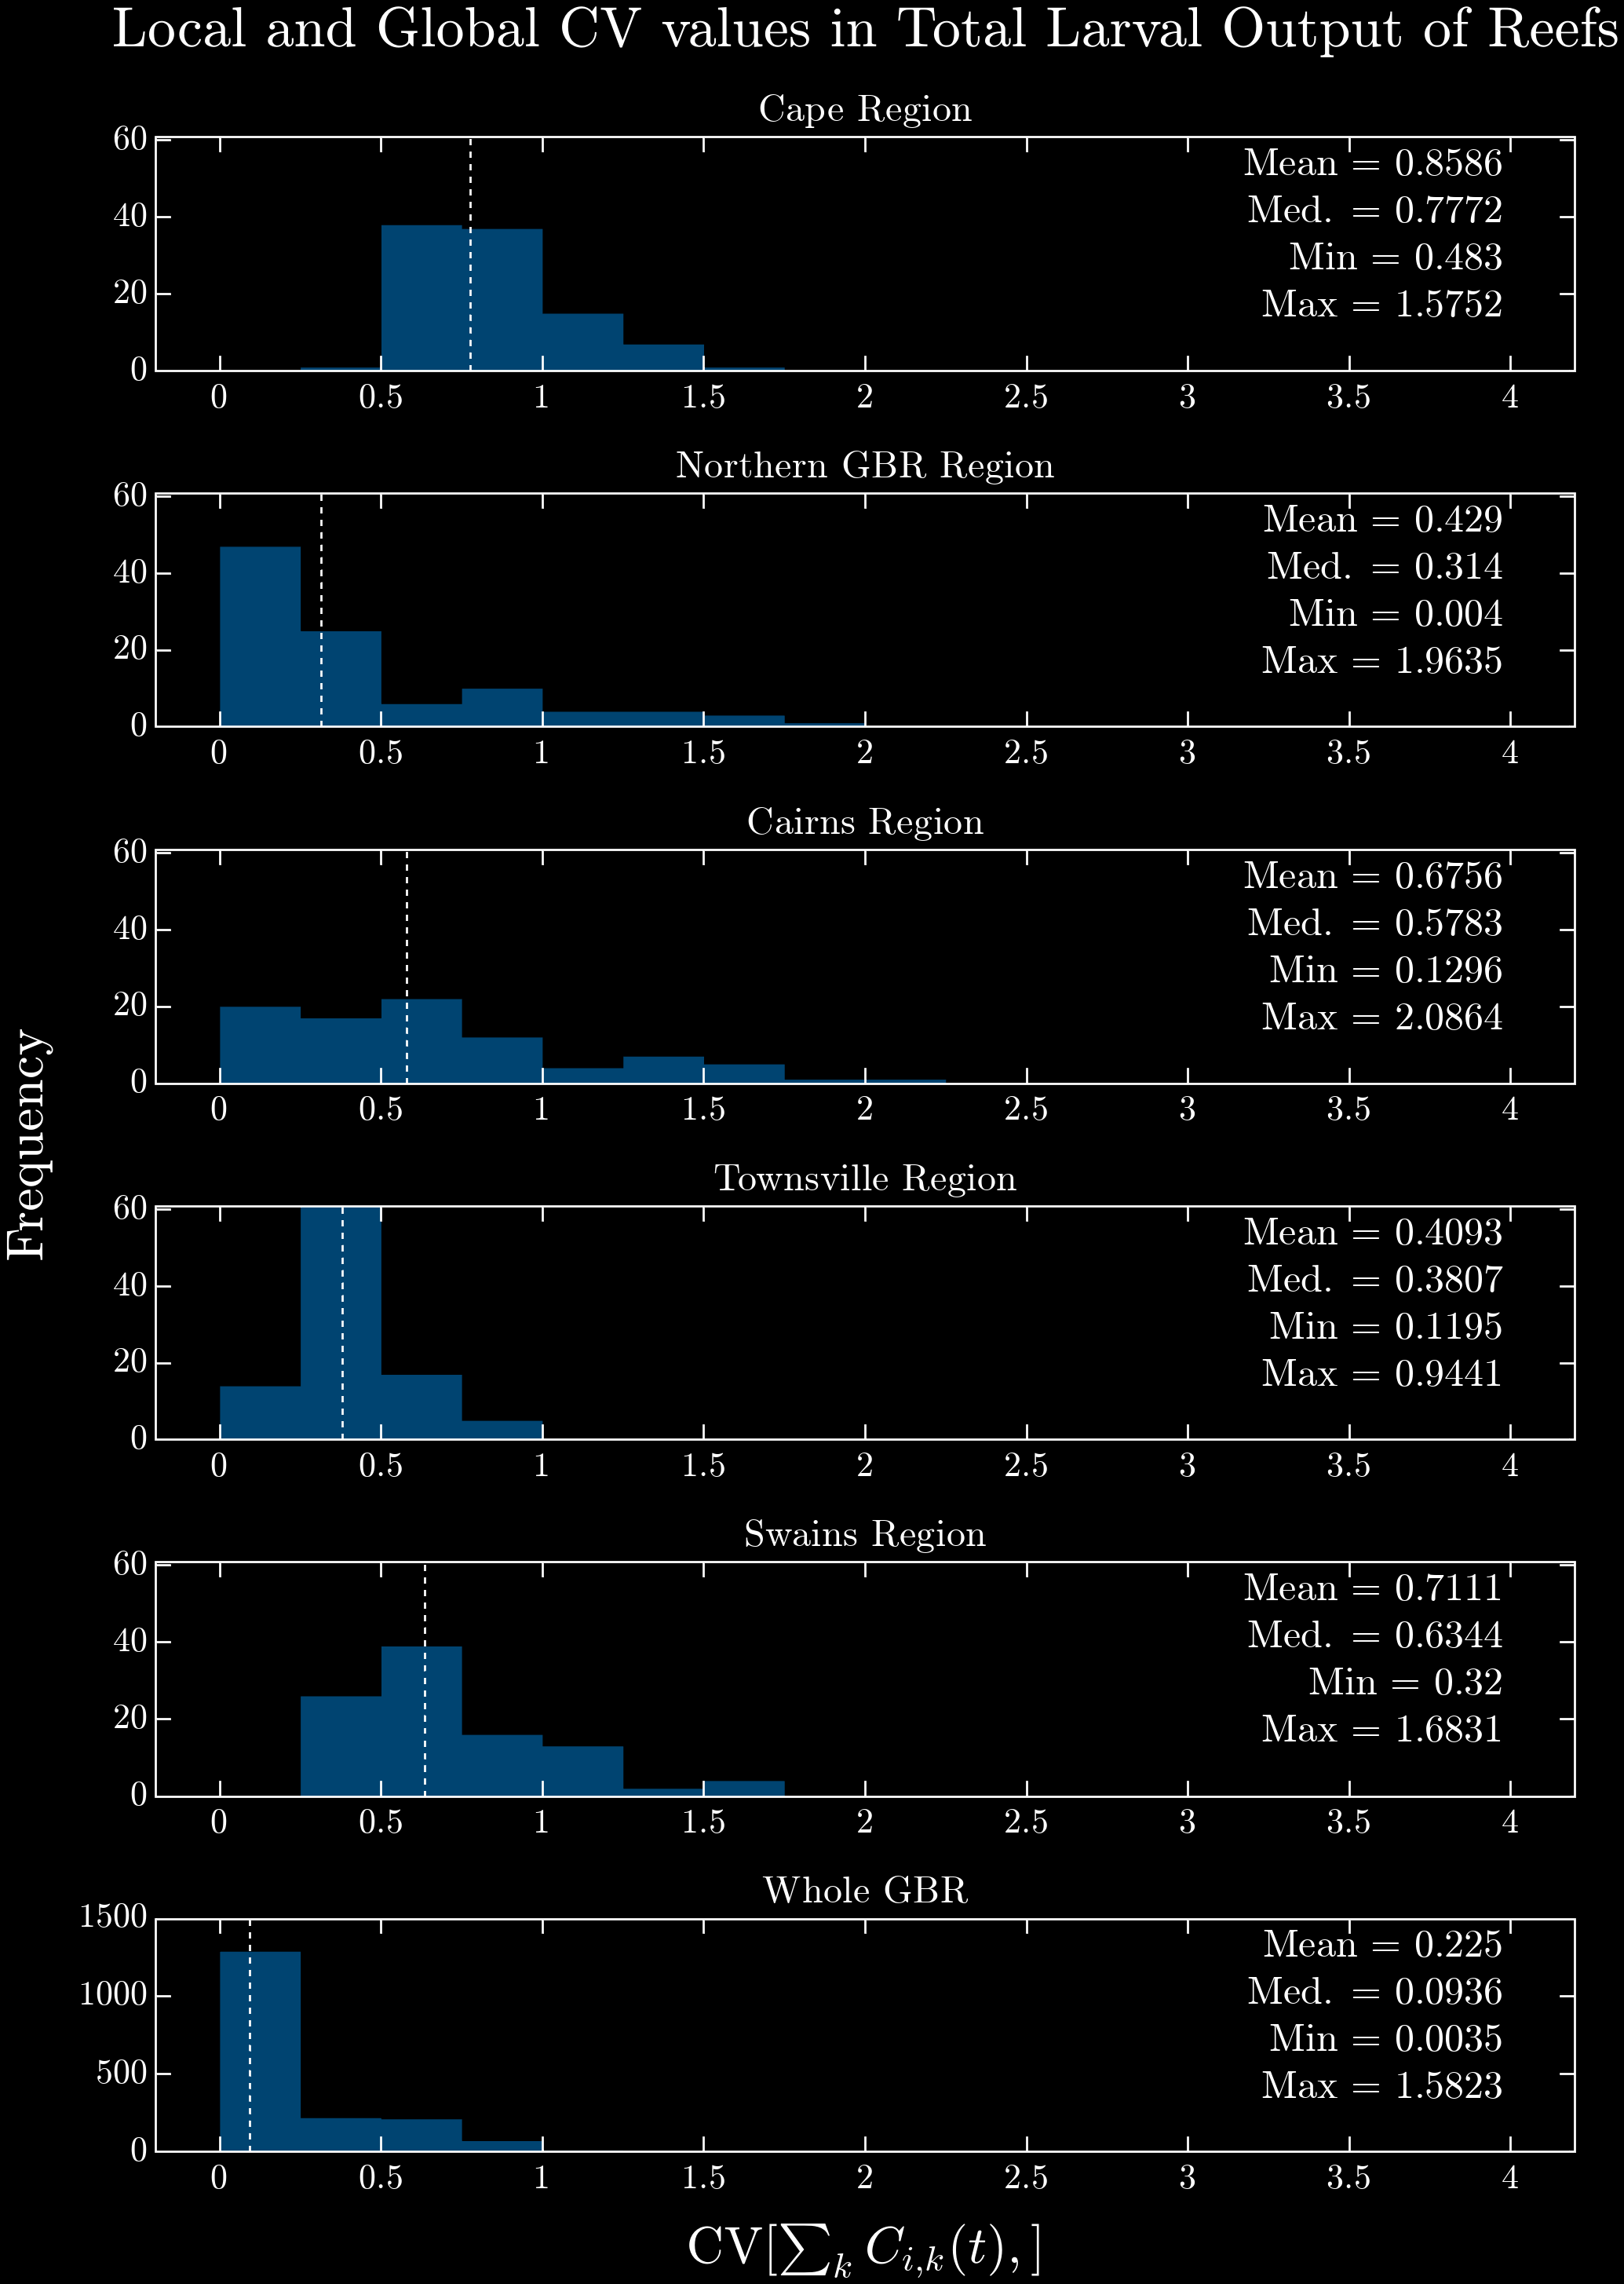 Local and Global CV values in Total Larval Output of Reefs
Cape Region
60
40
20
0
Mean = 0.8586
Med. = 0.7772
Min = 0.483
Max = 1.5752
0 0.5 1 1.5 2 2.5 3 3.5 4
Northern GBR Region
60
40
20
0
Mean = 0.429
Med. = 0.314
Min = 0.004
Max = 1.9635
0 0.5 1 1.5 2 2.5 3 3.5 4
Cairns Region
60
40
20
0
Mean = 0.6756
Med. = 0.5783
Min = 0.1296
Max = 2.0864
0 0.5 1 1.5 2 2.5 3 3.5 4
Frequency
Townsville Region
60
40
20
0
Mean = 0.4093
Med. = 0.3807
Min = 0.1195
Max = 0.9441
0 0.5 1 1.5 2 2.5 3 3.5 4
Swains Region
60
40
20
0
Mean = 0.7111
Med. = 0.6344
Min = 0.32
Max = 1.6831
0 0.5 1 1.5 2 2.5 3 3.5 4
Whole GBR
1500
1000
500
0
Mean = 0.225
Med. = 0.0936
Min = 0.0035
Max = 1.5823
0 0.5 1 1.5 2 2.5 3 3.5 4
CV[∑_k C_{i,k}(t),]